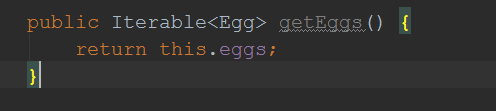 public Iterable<Egg> getEggs() {
    return this.eggs;
}